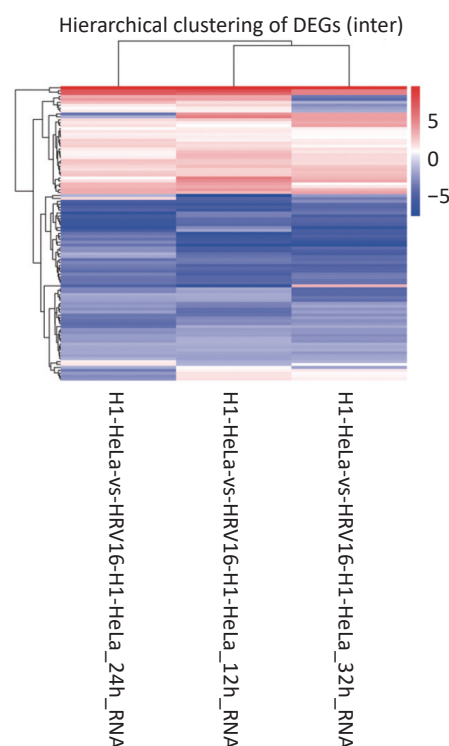 Hierarchical clustering of DEGs (inter)
5
0
−5
H1-HeLa-vs-HRV16-H1-HeLa_24h_RNA
H1-HeLa-vs-HRV16-H1-HeLa_12h_RNA
H1-HeLa-vs-HRV16-H1-HeLa_32h_RNA